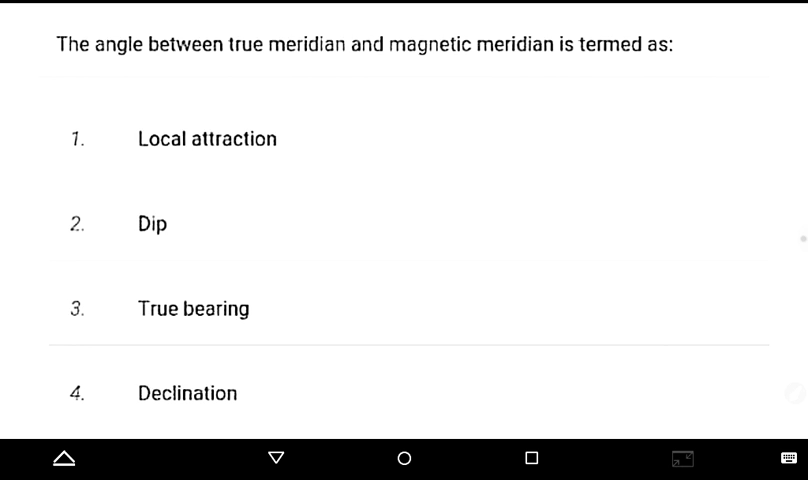 The angle between true meridian and magnetic meridian is termed as:
1. Local attraction
2. Dip
3. True bearing
4. Declination